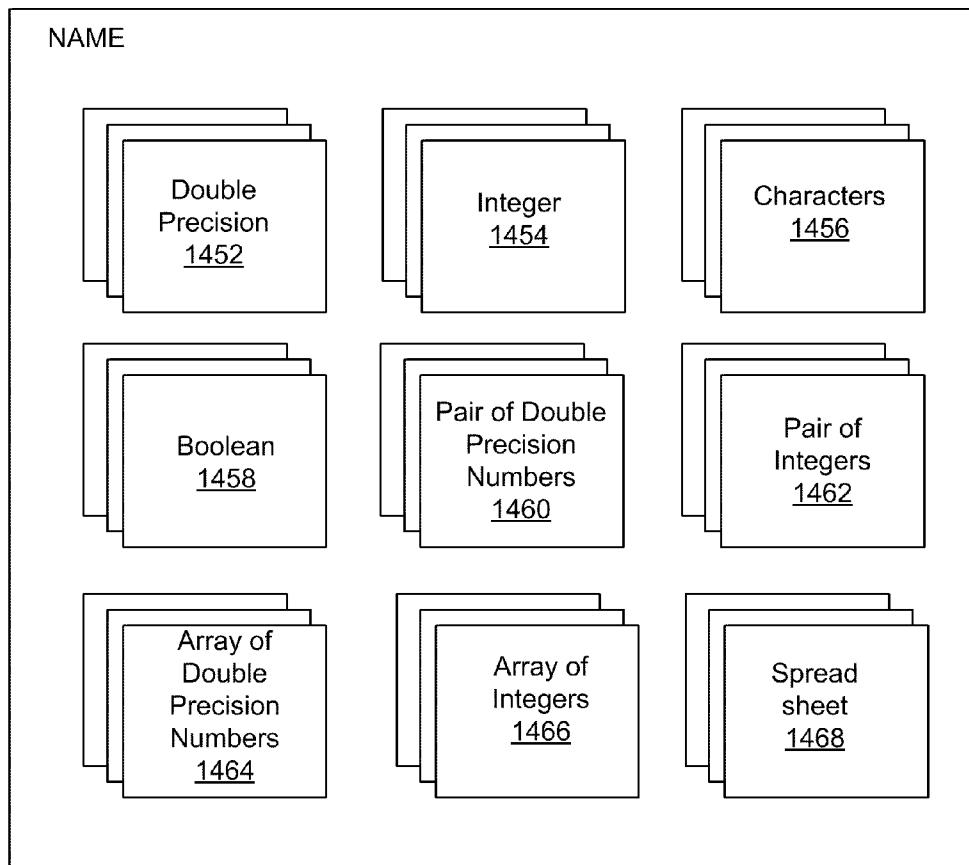 NAME
Double
Precision
1452
Integer
1454
Characters
1456
Boolean
1458
Pair of Double
Precision
Numbers
1460
Pair of
Integers
1462
Array of
Double
Precision
Numbers
1464
Array of
Integers
1466
Spread
sheet
1468